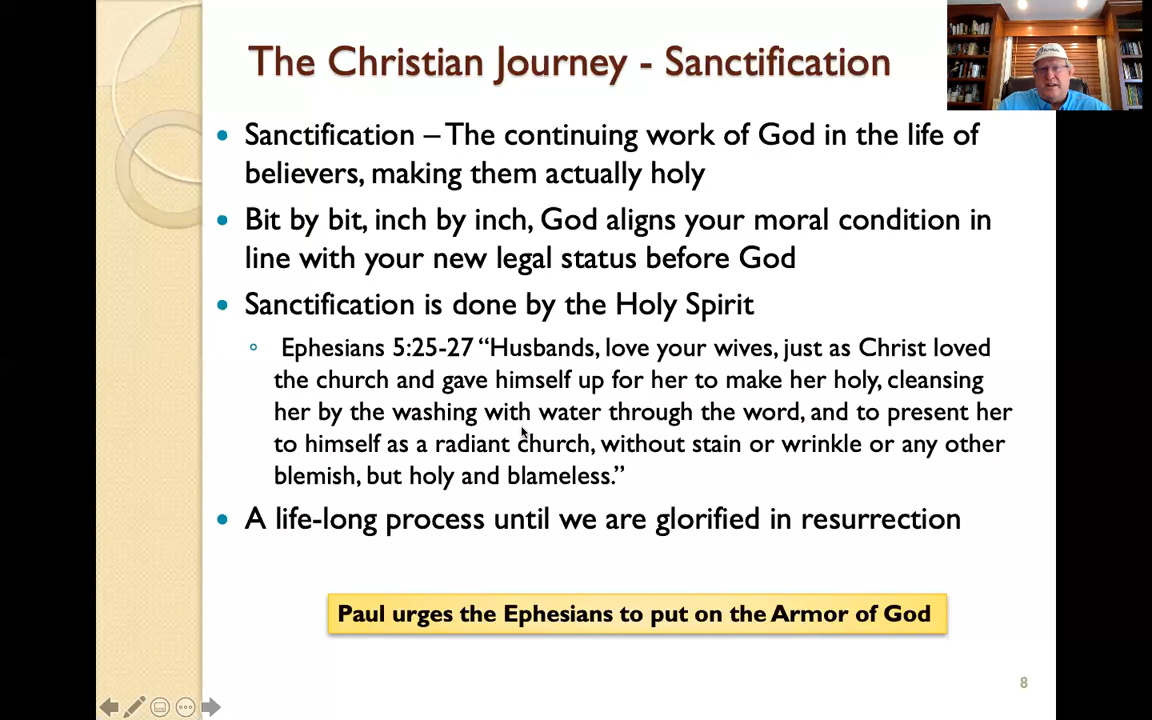 The Christian Journey - Sanctification
Sanctification – The continuing work of God in the life of
believers, making them actually holy
Bit by bit, inch by inch, God aligns your moral condition in
line with your new legal status before God
Sanctification is done by the Holy Spirit
Ephesians 5:25-27 “Husbands, love your wives, just as Christ loved
the church and gave himself up for her to make her holy, cleansing
her by the washing with water through the word, and to present her
to himself as a radiant church, without stain or wrinkle or any other
blemish, but holy and blameless.”
A life-long process until we are glorified in resurrection
Paul urges the Ephesians to put on the Armor of God
8